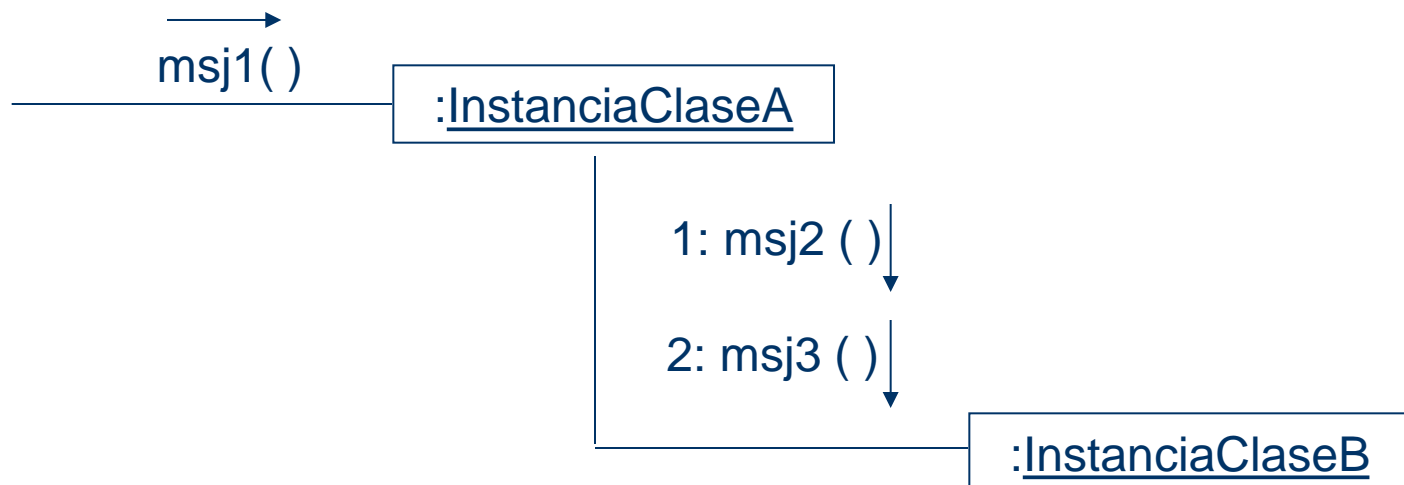 msj1( )
:InstanciaClaseA
1: msj2 ( )
2: msj3 ( )
:InstanciaClaseB